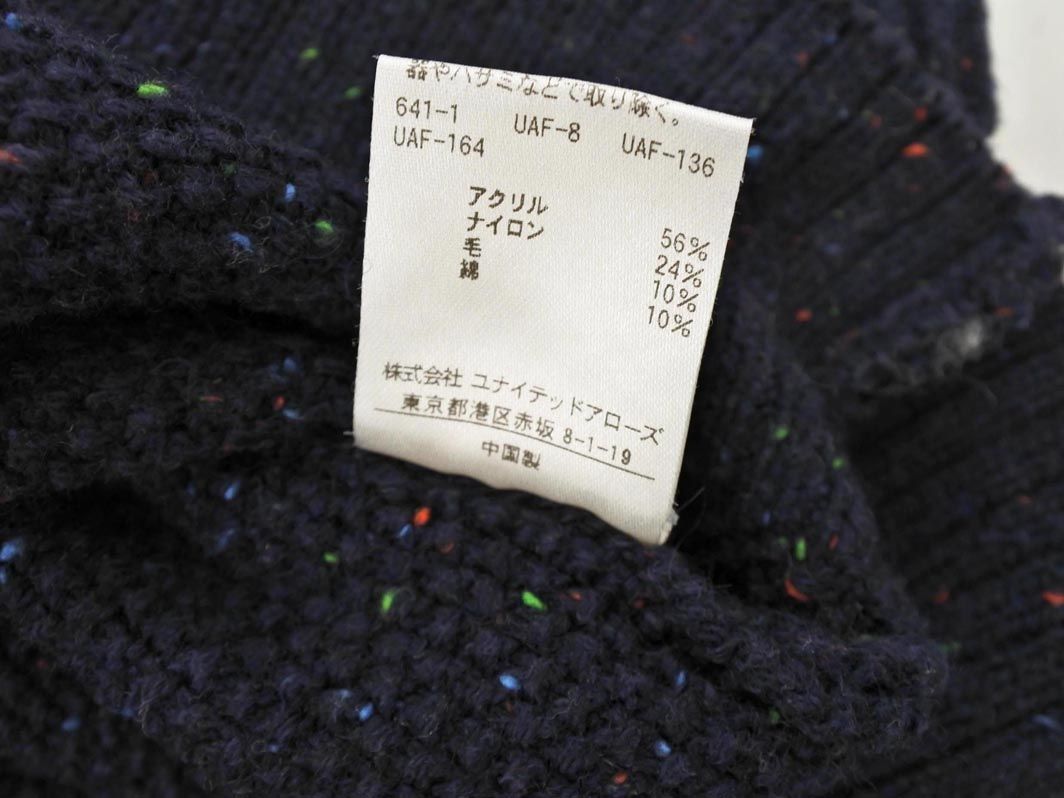 器やハサミなどで取り除く。
641-1 UAF-8 UAF-136
UAF-164
アクリル 56%
ナイロン 24%
毛 10%
綿 10%
株式会社 ユナイテッドアローズ
東京都港区赤坂 8-1-19
中国製